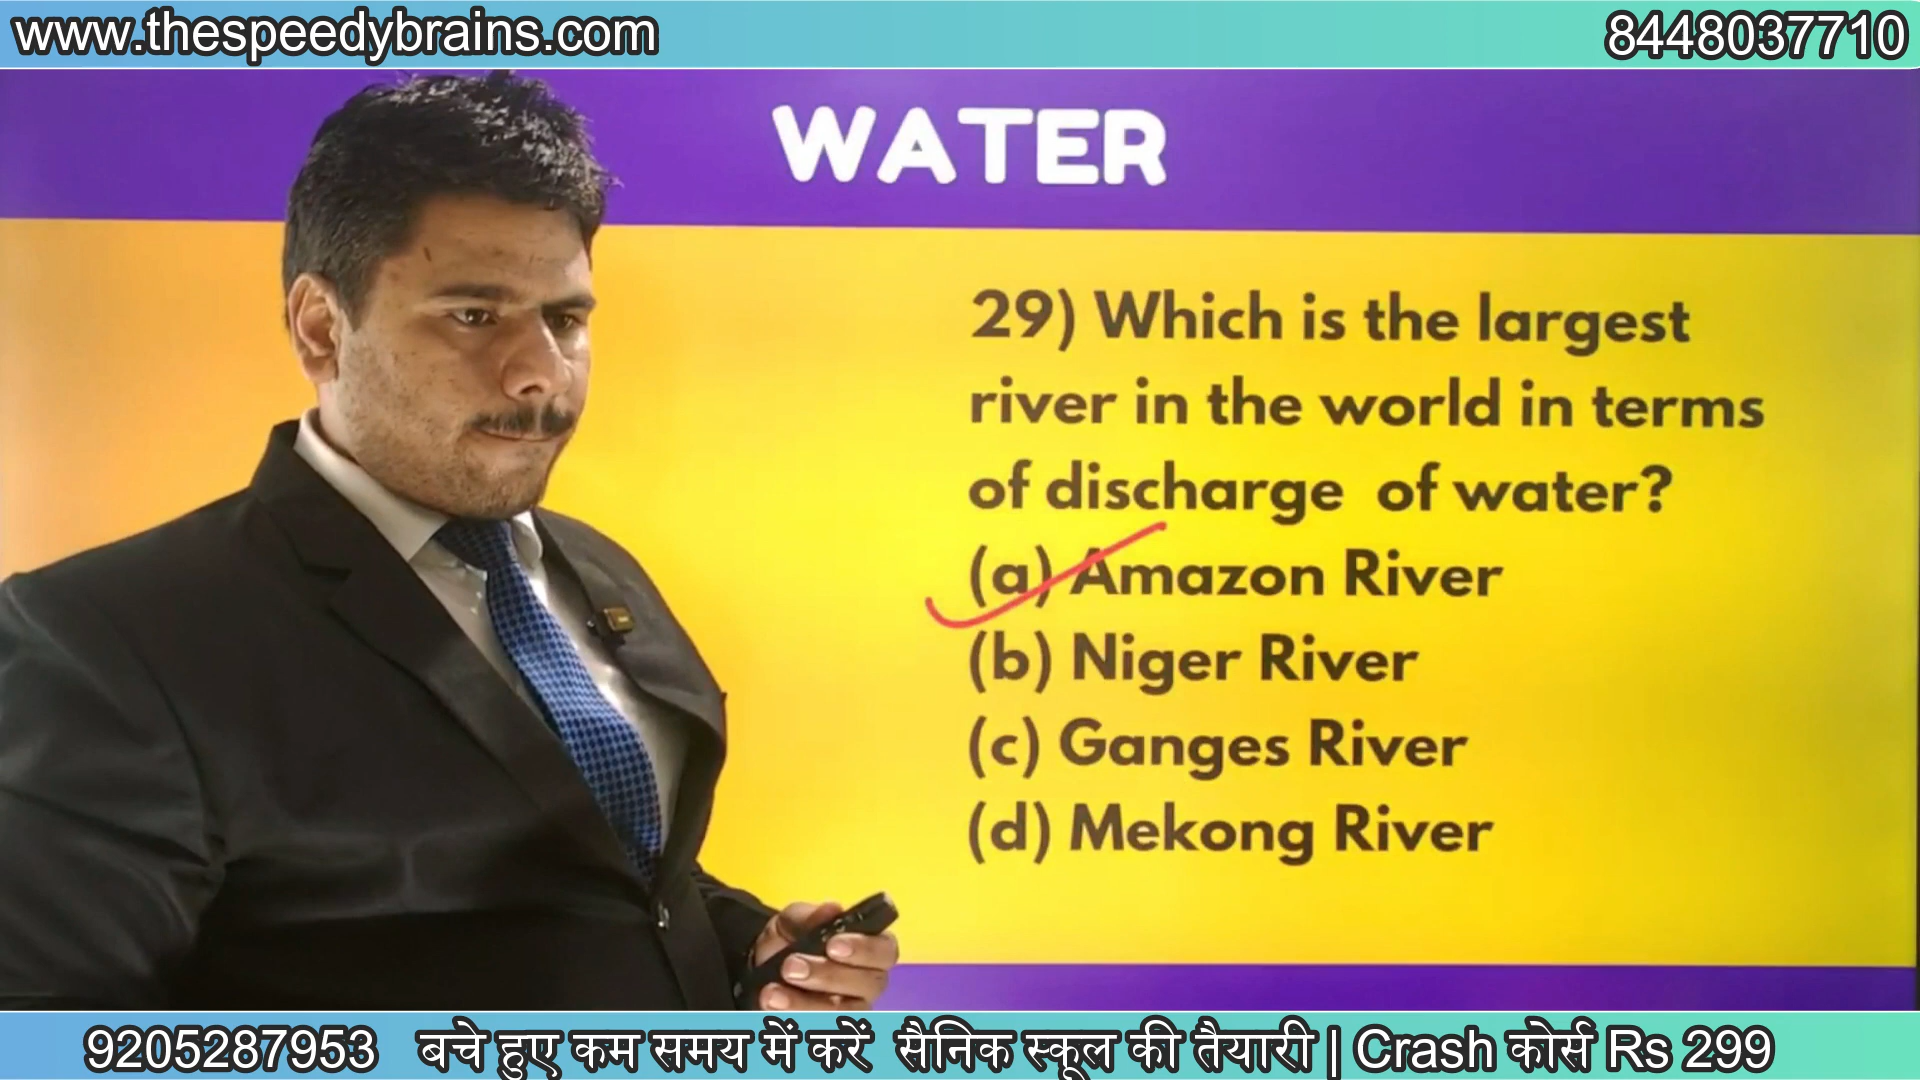 www.thespeedybrains.com
8448037710
WATER
29) Which is the largest
river in the world in terms
of discharge of water?
(a) Amazon River
(b) Niger River
(c) Ganges River
(d) Mekong River
9205287953 बचे हुए कम समय में करें सैनिक स्कूल की तैयारी | Crash कोर्स Rs 299